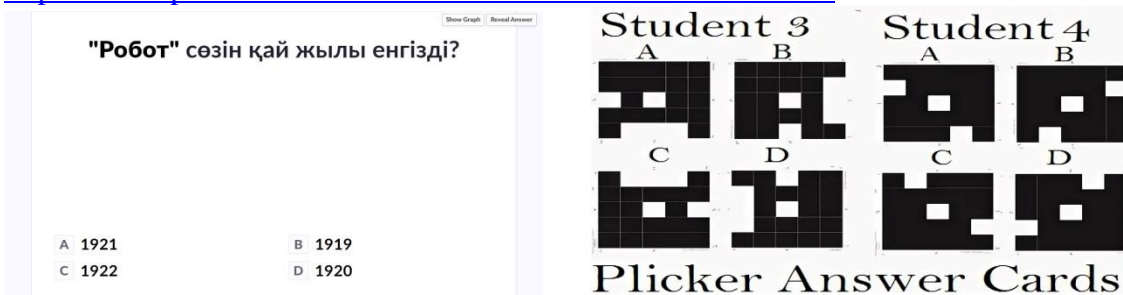 Show Graph Reveal Answer
"Робот" сөзін қай жылы енгізді?
A 1921
B 1919
C 1922
D 1920
Student 3
A B
C D
Student 4
A B
C D
Plicker Answer Cards